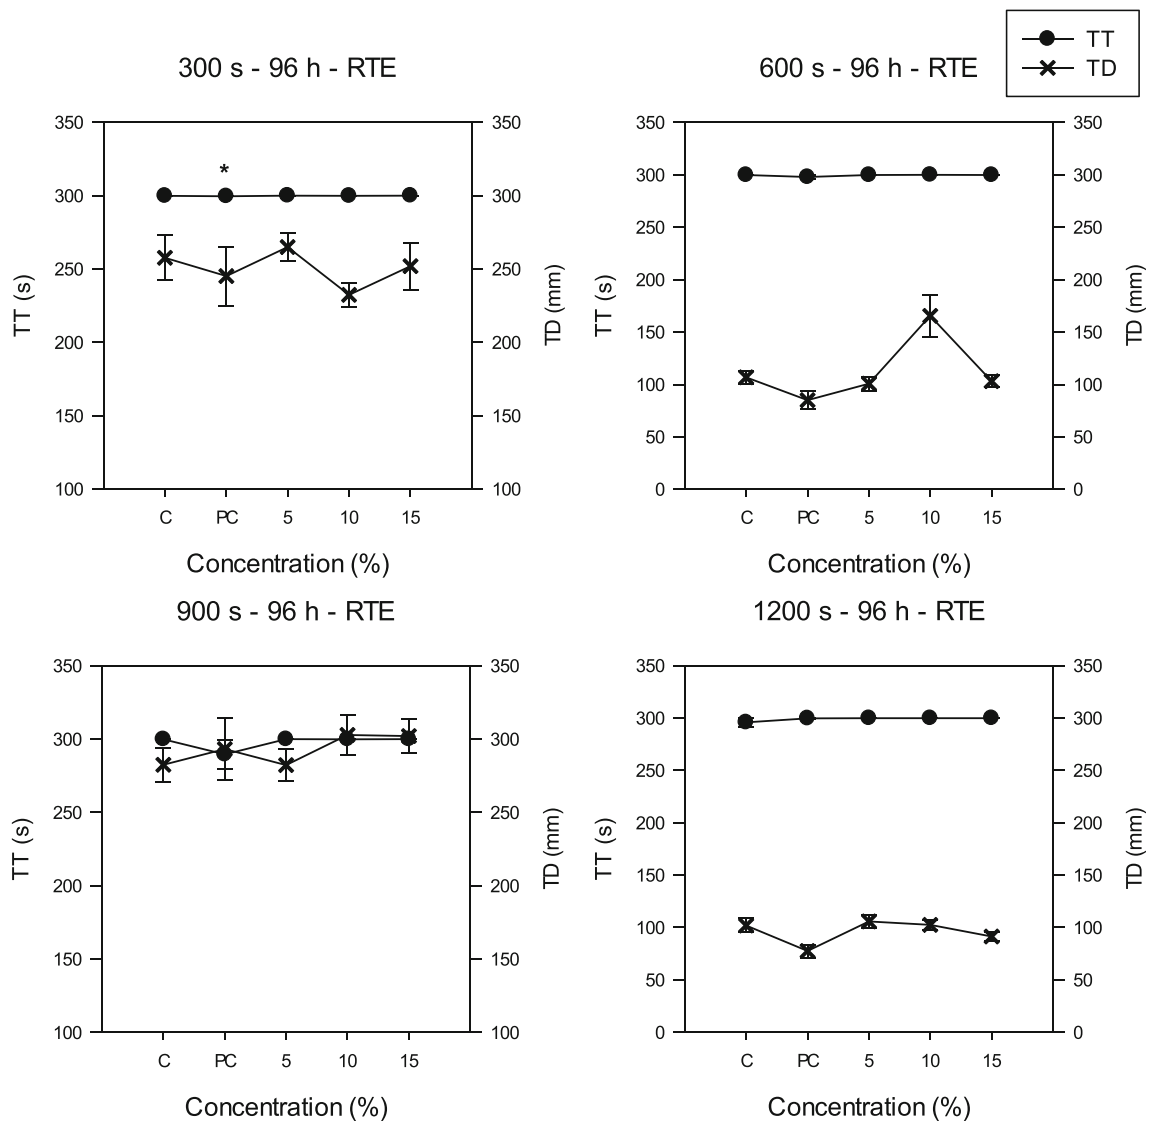 TT
TD
300 s - 96 h - RTE
600 s - 96 h - RTE
350 350 350 350
*
300 300 300 300
250 250 250 250
200 200 200 200
150 150 150 150
100 100 100 100
50 50
0 0
TT (s) TD (mm) TT (s) TD (mm)
C PC 5 10 15 C PC 5 10 15
Concentration (%) Concentration (%)
900 s - 96 h - RTE 1200 s - 96 h - RTE
350 350 350 350
300 300 300 300
250 250 250 250
200 200 200 200
150 150 150 150
100 100 100 100
50 50
0 0
TT (s) TD (mm) TT (s) TD (mm)
C PC 5 10 15 C PC 5 10 15
Concentration (%) Concentration (%)